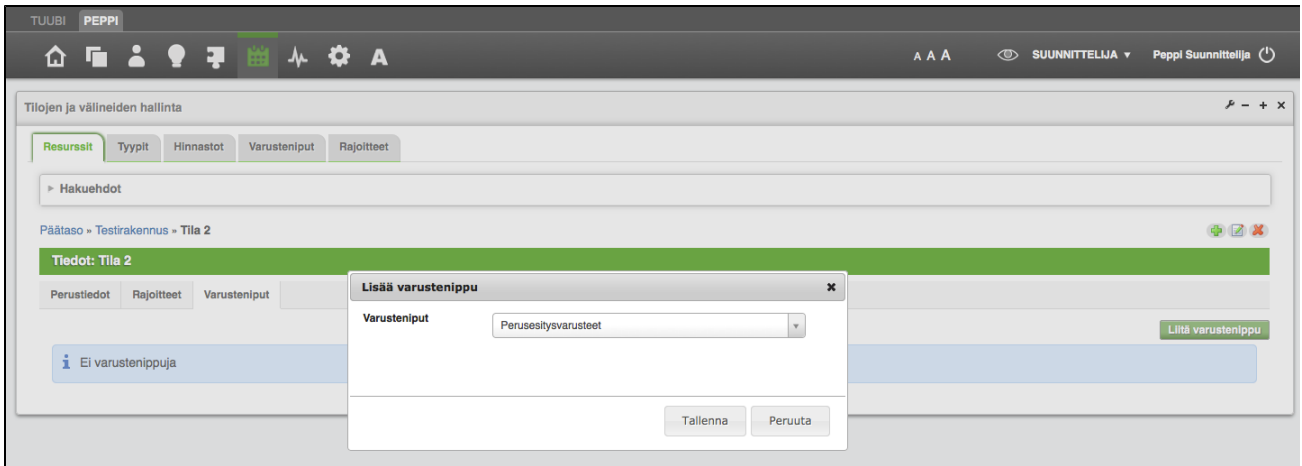 TUUBI PEPPI
A A A A SUUNNITTELIJA Peppi Suunnittelija
Tilojen ja välineiden hallinta
Resurssit Tyypit Hinnastot Varusteniput Rajoitteet
Hakuehdot
Päätaso » Testirakennus » Tila 2
Tiedot: Tila 2
Perustiedot Rajoitteet Varusteniput
Lisää varustenippu
Varusteniput Perusesitysvarusteet
Liitä varustenippu
Ei varustenippuja
Tallenna Peruuta